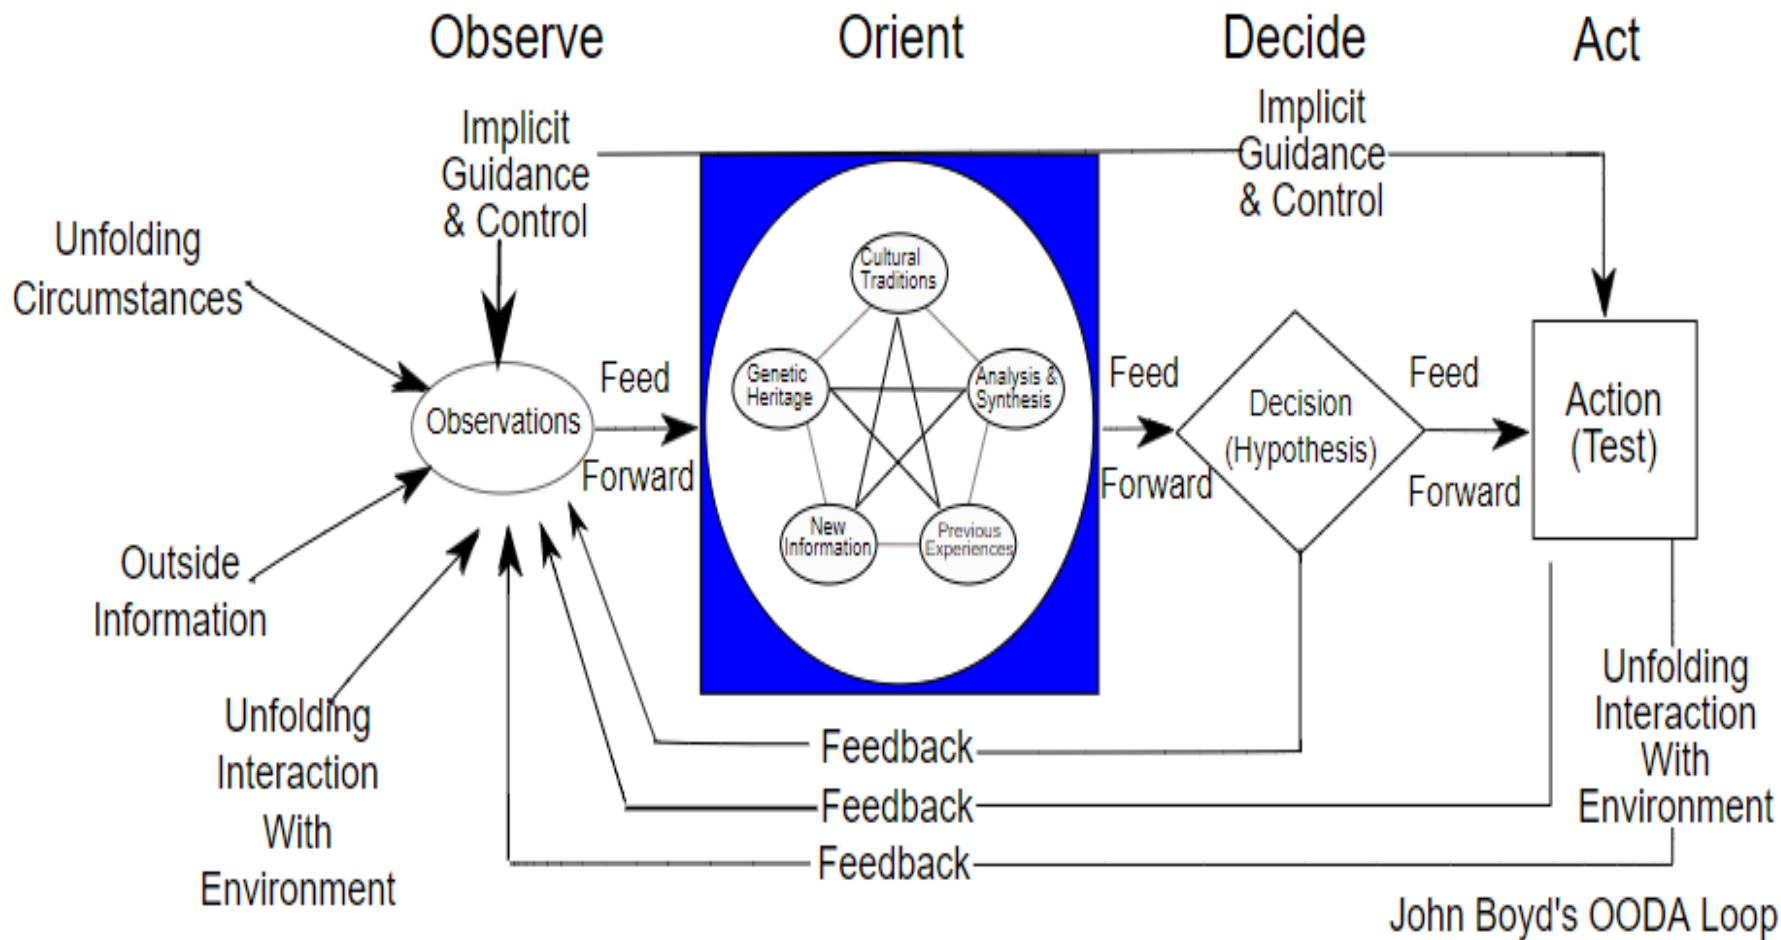 Observe
Orient
Decide
Act
Implicit
Guidance
& Control
Implicit
Guidance
& Control
Unfolding
Circumstances
Cultural
Traditions
Genetic
Heritage
Analysis &
Synthesis
New
Information
Previous
Experiences
Observations
Feed
Forward
Feed
Forward
Decision
(Hypothesis)
Feed
Forward
Action
(Test)
Outside
Information
Unfolding
Interaction
With
Environment
Feedback
Feedback
Feedback
Unfolding
Interaction
With
Environment
John Boyd's OODA Loop